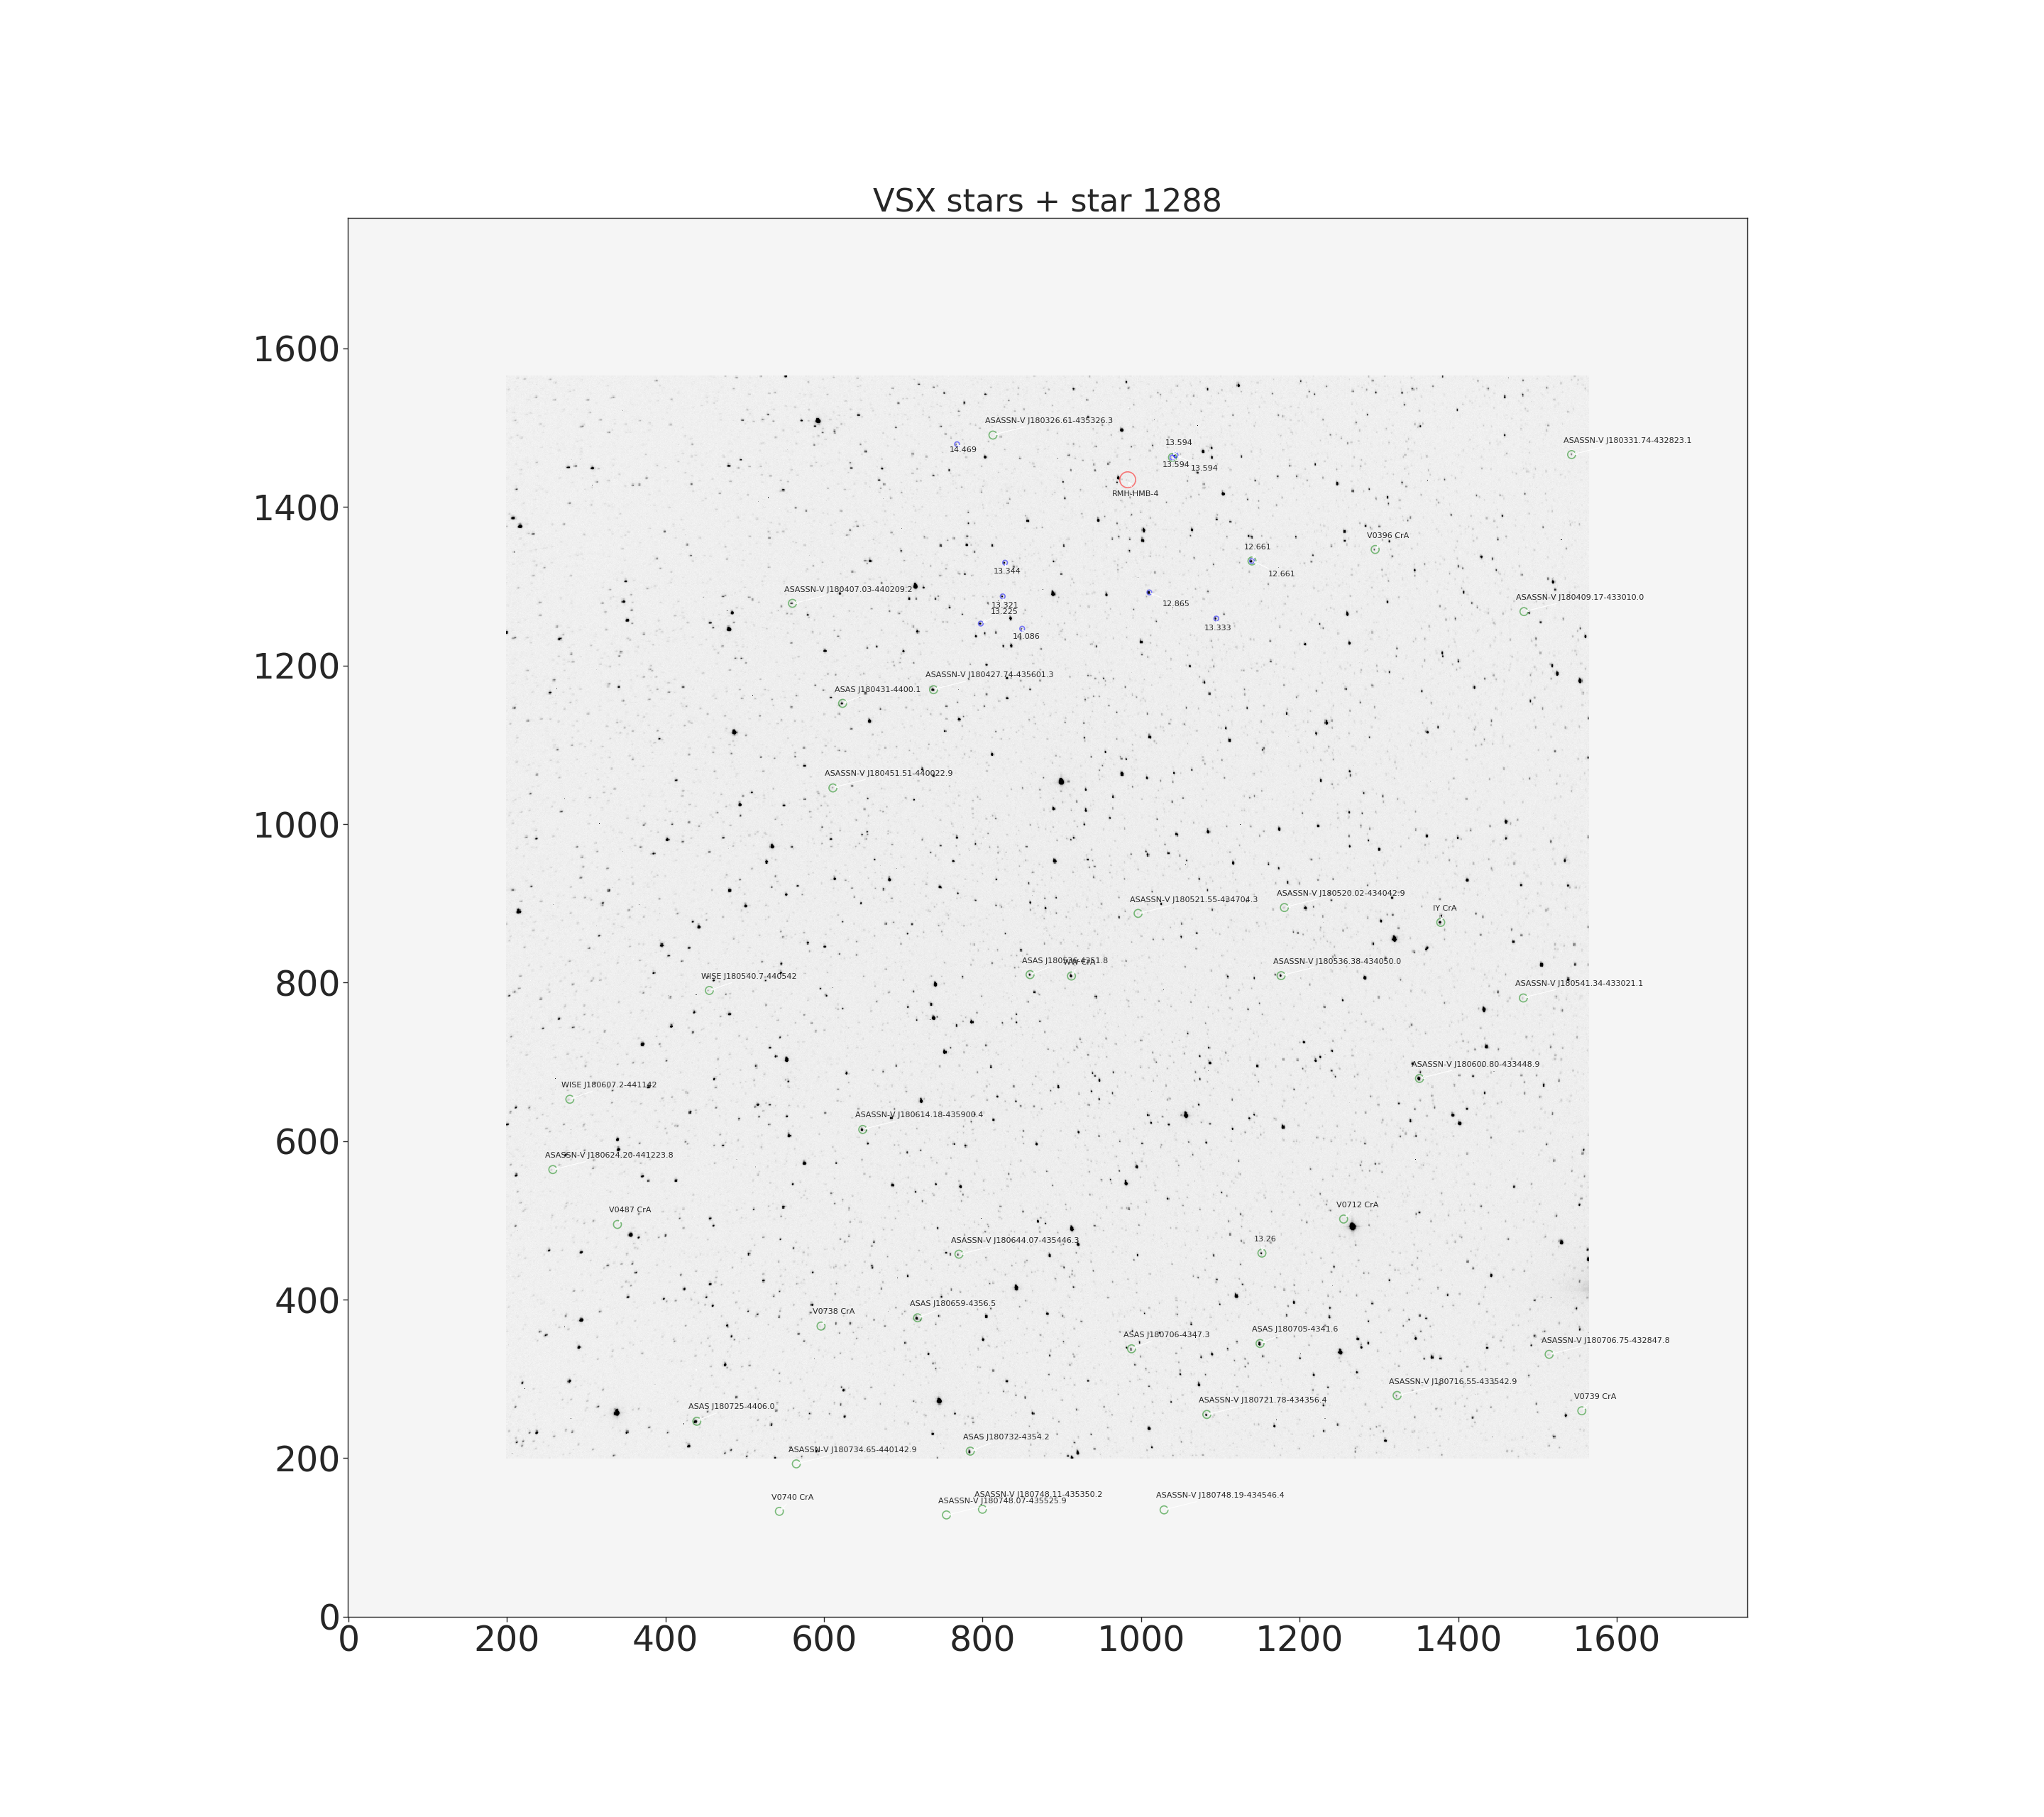 VSX stars + star 1288
1600
ASASSN-V J180326.61-435326.3
13.594
ASASSN-V J180331.74-432823.1
14.469
13.594
13.594
RMH-HMB-4
1400
V0396 CrA
12.661
13.344
12.661
ASASSN-V J180407.03-440209.2
ASASSN-V J180409.17-433010.0
13.321
12.865
13.225
13.333
14.086
1200
ASASSN-V J180427.74-435601.3
ASAS J180431-4400.1
ASASSN-V J180451.51-440022.9
1000
ASASSN-V J180520.02-434042.9
ASASSN-V J180521.55-434704.3
IY CrA
ASAS J180536-4351.8
WW CrA
ASASSN-V J180536.38-434050.0
800
WISE J180540.7-440542
ASASSN-V J180541.34-433021.1
ASASSN-V J180600.80-433448.9
WISE J180607.2-441142
ASASSN-V J180614.18-435900.4
600
ASASSN-V J180624.20-441223.8
V0712 CrA
V0487 CrA
13.26
ASASSN-V J180644.07-435446.3
400
ASAS J180659-4356.5
V0738 CrA
ASAS J180705-4341.6
ASAS J180706-4347.3
ASASSN-V J180706.75-432847.8
ASASSN-V J180716.55-433542.9
V0739 CrA
ASASSN-V J180721.78-434356.4
ASAS J180725-4406.0
ASAS J180732-4354.2
200
ASASSN-V J180734.65-440142.9
ASASSN-V J180748.11-435350.2
ASASSN-V J180748.19-434546.4
V0740 CrA
ASASSN-V J180748.07-435525.9
0
0 200 400 600 800 1000 1200 1400 1600